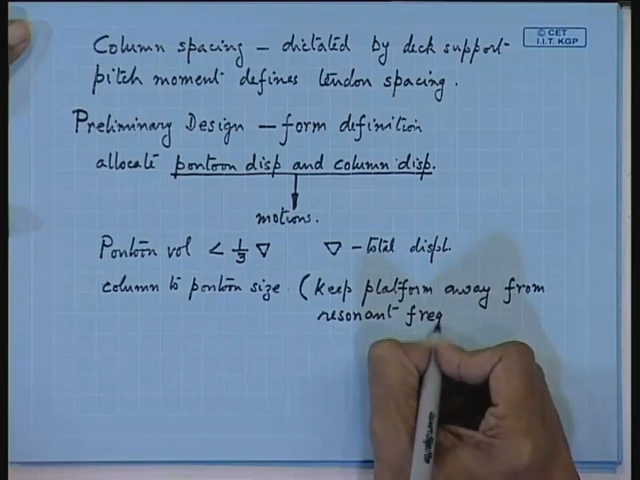 © CET
I.I.T. KGP
Column spacing – dictated by deck support
pitch moment defines tendon spacing.
Preliminary Design – form definition
allocate pontoon disp and column disp.
motions.
Pontoon vol < 1/3 ∇ ∇ – total displ.
column to pontoon size. (keep platform away from
resonant freq